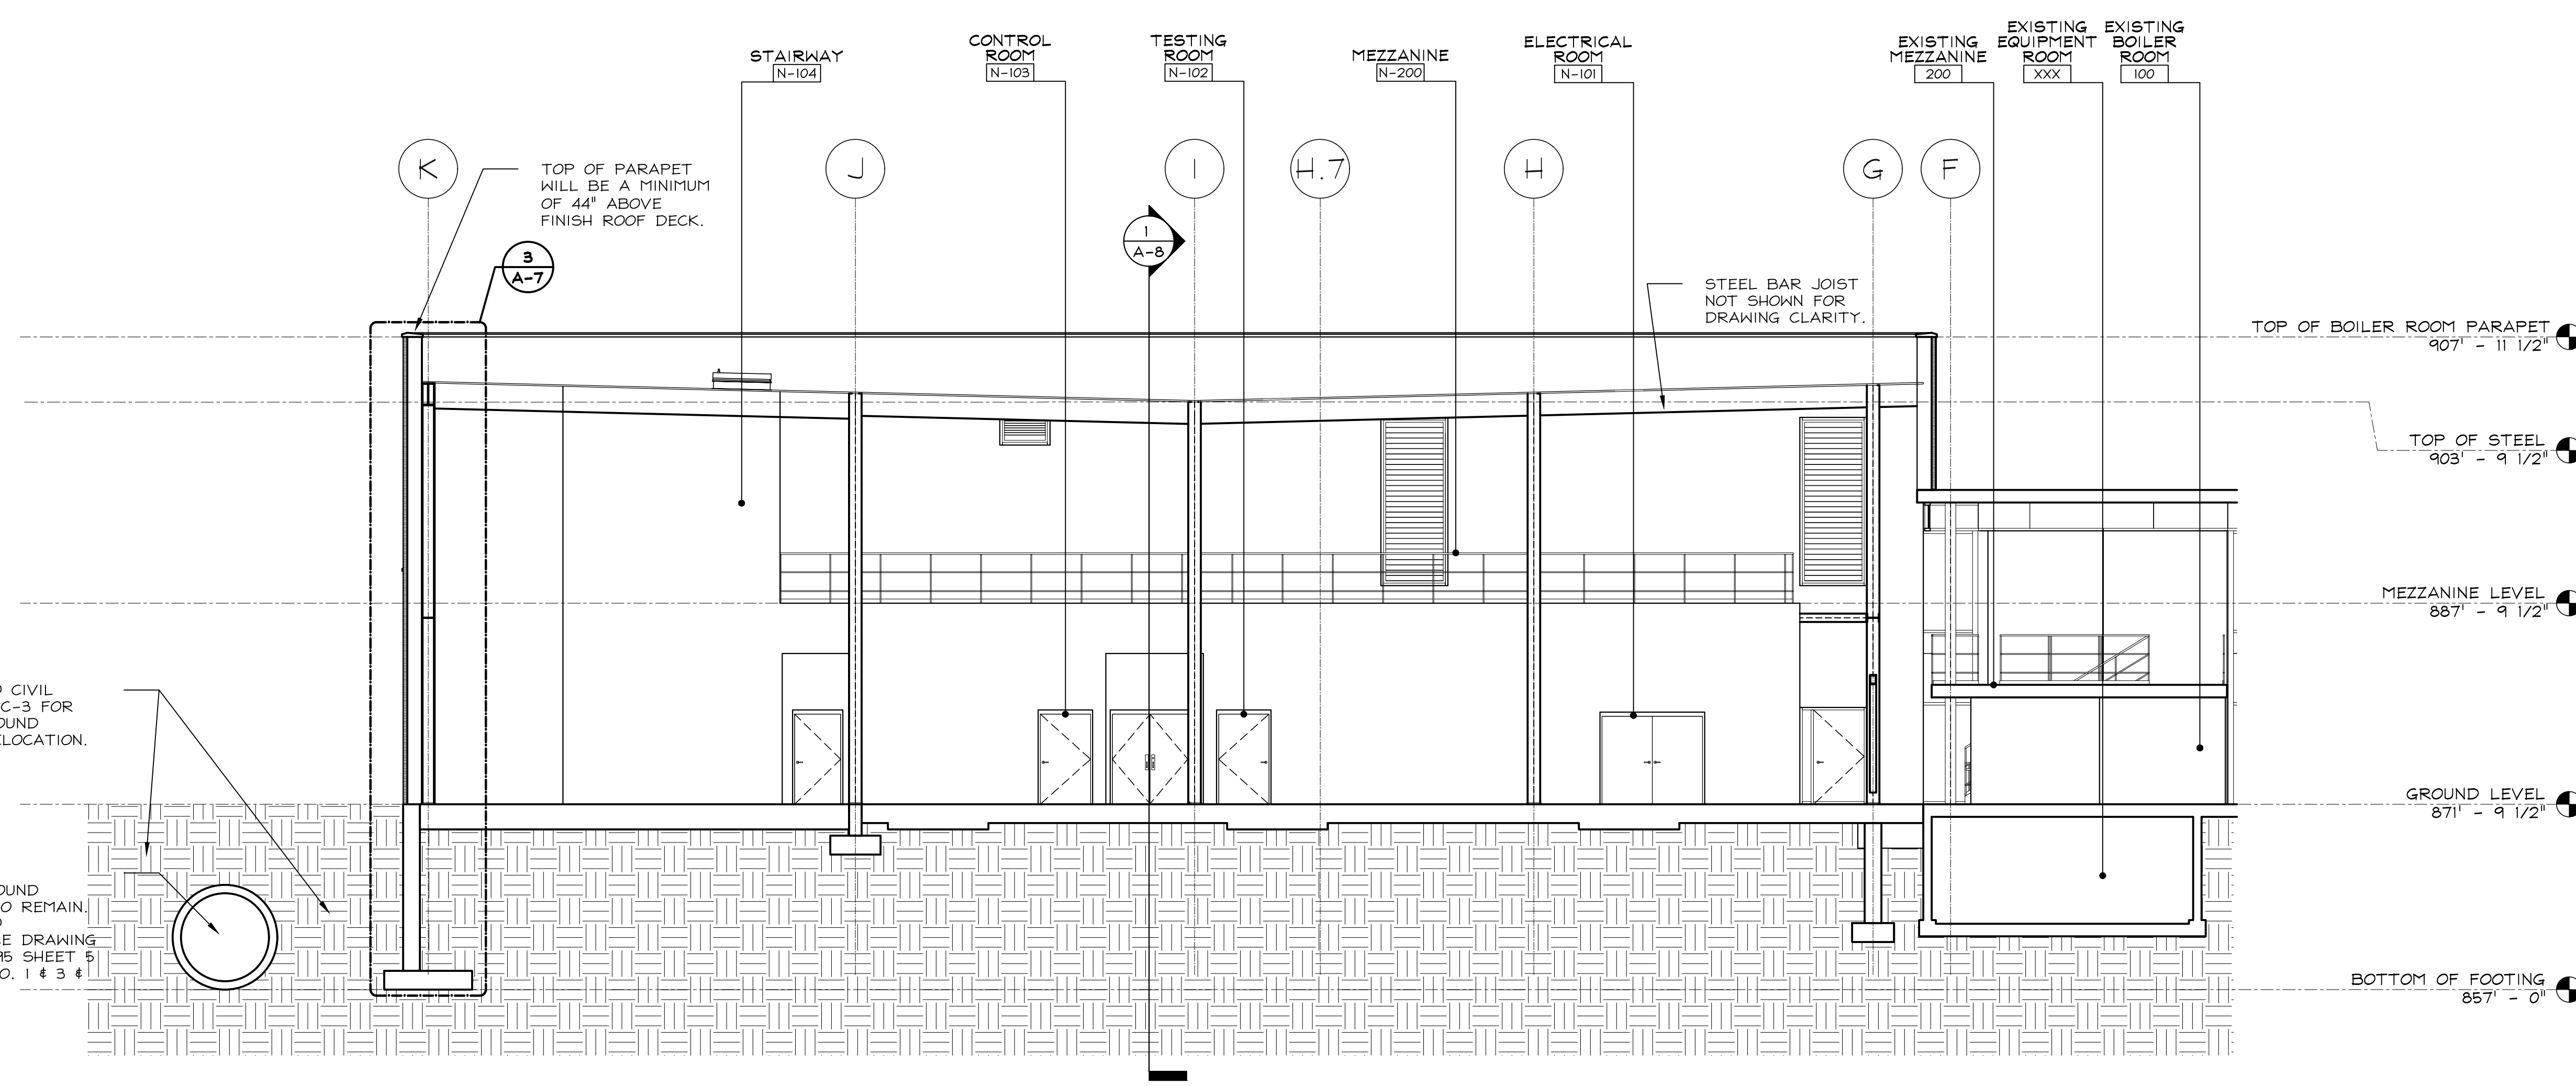 STAIRWAY
N-104
CONTROL
ROOM
N-103
TESTING
ROOM
N-102
MEZZANINE
N-200
ELECTRICAL
ROOM
N-101
EXISTING
MEZZANINE
200
EXISTING
EQUIPMENT
ROOM
XXX
EXISTING
BOILER
ROOM
100
K
J
I
H.7
H
G
F
TOP OF PARAPET
WILL BE A MINIMUM
OF 44" ABOVE
FINISH ROOF DECK.
3
A-7
1
A-8
STEEL BAR JOIST
NOT SHOWN FOR
DRAWING CLARITY.
TOP OF BOILER ROOM PARAPET
907' - 11 1/2"
TOP OF STEEL
903' - 9 1/2"
MEZZANINE LEVEL
887' - 9 1/2"
GROUND LEVEL
871' - 9 1/2"
BOTTOM OF FOOTING
857' - 0"
CIVIL
C-3 FOR
OUND
ELOCATION.
OUND
O REMAIN.
E DRAWING
95 SHEET 5
O. 1 & 3 &